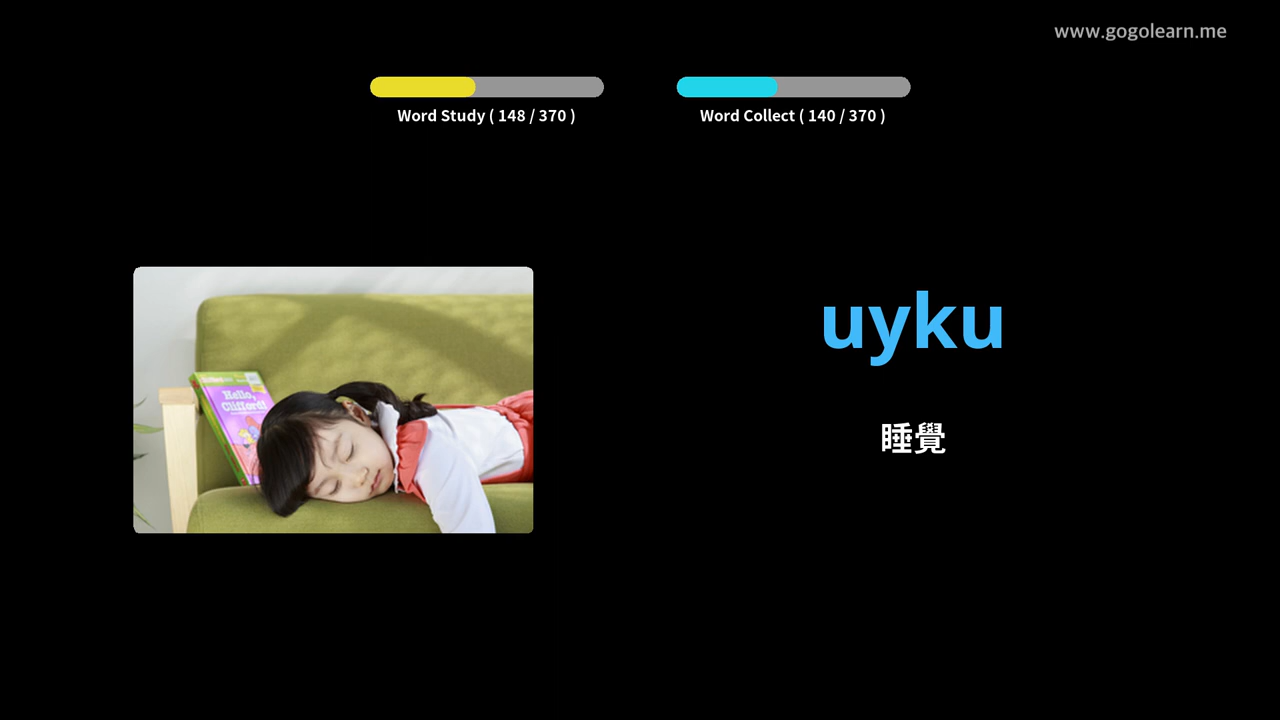 www.gogolearn.me
Word Study ( 148 / 370 )
Word Collect ( 140 / 370 )
Hello,
Clifford!
uyku
睡覺